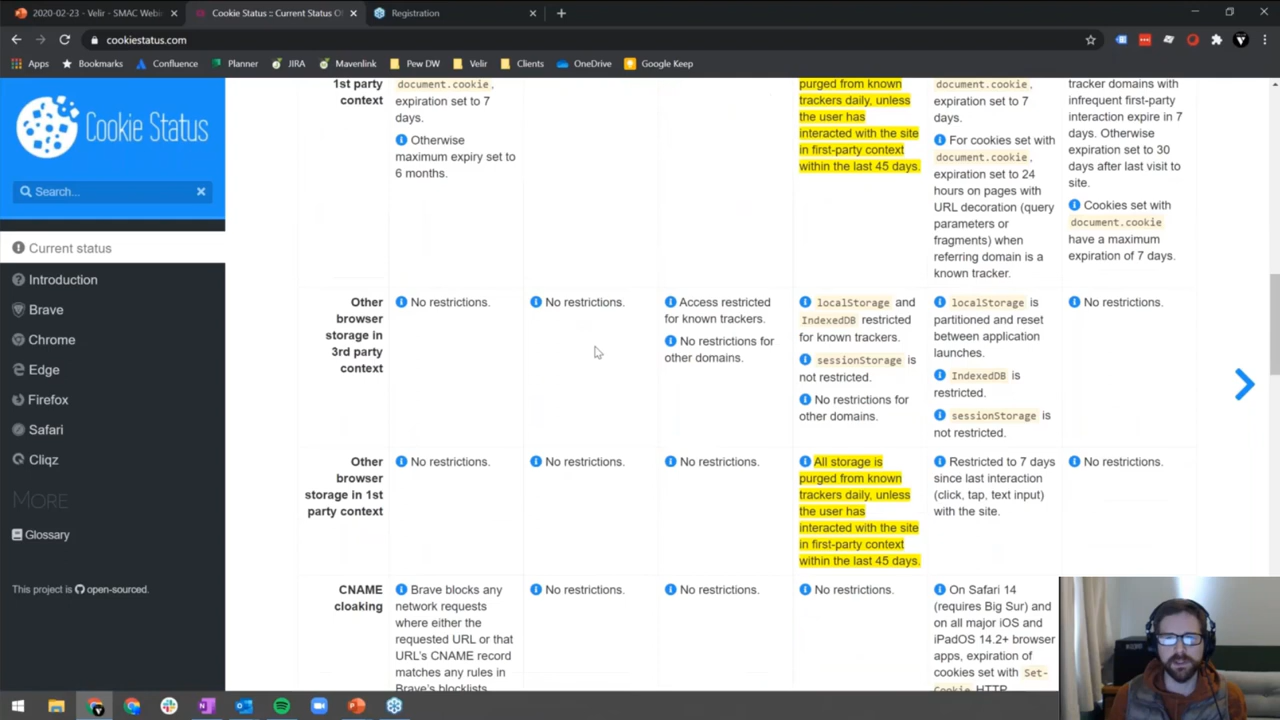 2020-02-23 - Velir - SMAC Webi
Cookie Status :: Current Status O
Registration
cookiestatus.com
Apps
Bookmarks
Confluence
Planner
JIRA
Mavenlink
Pew DW
Velir
Clients
OneDrive
Google Keep
Cookie Status
Search...
Current status
Introduction
Brave
Chrome
Edge
Firefox
Safari
Cliqz
MORE
Glossary
This project is open-sourced.
1st party
context
document.cookie,
expiration set to 7
days.
Otherwise
maximum expiry set to
6 months.
purged from known
trackers daily, unless
the user has
interacted with the site
in first-party context
within the last 45 days.
document.cookie,
expiration set to 7
days.
For cookies set with
document.cookie,
expiration set to 24
hours on pages with
URL decoration (query
parameters or
fragments) when
referring domain is a
known tracker.
tracker domains with
infrequent first-party
interaction expire in 7
days. Otherwise
expiration set to 30
days after last visit to
site.
Cookies set with
document.cookie
have a maximum
expiration of 7 days.
Other
browser
storage in
3rd party
context
No restrictions.
No restrictions.
Access restricted
for known trackers.
No restrictions for
other domains.
localStorage and
IndexedDB restricted
for known trackers.
sessionStorage is
not restricted.
No restrictions for
other domains.
localStorage is
partitioned and reset
between application
launches.
IndexedDB is
restricted.
sessionStorage is
not restricted.
No restrictions.
Other
browser
storage in 1st
party context
No restrictions.
No restrictions.
No restrictions.
All storage is
purged from known
trackers daily, unless
the user has
interacted with the site
in first-party context
within the last 45 days.
Restricted to 7 days
since last interaction
(click, tap, text input)
with the site.
No restrictions.
CNAME
cloaking
Brave blocks any
network requests
where either the
requested URL or that
URL's CNAME record
matches any rules in
Brave's blocklists
No restrictions.
No restrictions.
No restrictions.
On Safari 14
(requires Big Sur) and
on all major iOS and
iPadOS 14.2+ browser
apps, expiration of
cookies set with Set-
Cookie HTTP